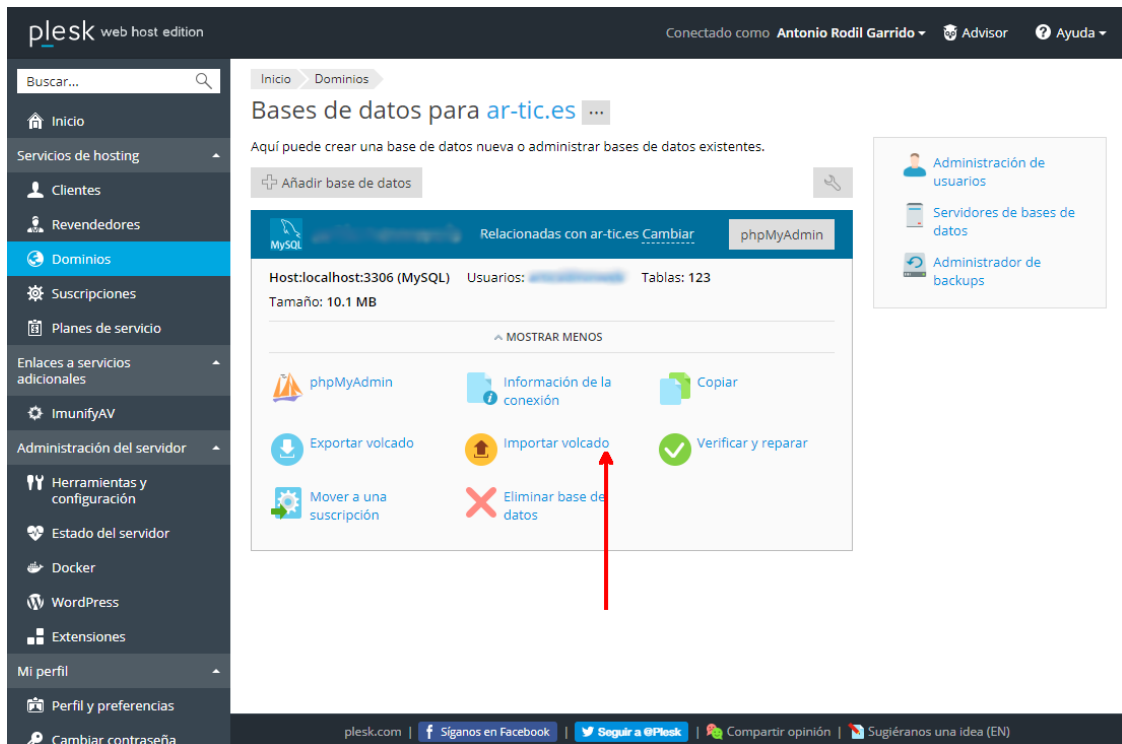 plesk web host edition
Conectado como Antonio Rodil Garrido
Advisor
Ayuda
Buscar...
Inicio
Servicios de hosting
Clientes
Revendedores
Dominios
Suscripciones
Planes de servicio
Enlaces a servicios
adicionales
ImunifyAV
Administración del servidor
Herramientas y
configuración
Estado del servidor
Docker
WordPress
Extensiones
Mi perfil
Perfil y preferencias
Cambiar contraseña
Inicio
Dominios
Bases de datos para ar-tic.es ...
Aquí puede crear una base de datos nueva o administrar bases de datos existentes.
Añadir base de datos
MySQL
Relacionadas con ar-tic.es Cambiar
phpMyAdmin
Host:localhost:3306 (MySQL) Usuarios: Tablas: 123
Tamaño: 10.1 MB
MOSTRAR MENOS
phpMyAdmin
Información de la
conexión
Copiar
Exportar volcado
Importar volcado
Verificar y reparar
Mover a una
suscripción
Eliminar base de
datos
Administración de
usuarios
Servidores de bases de
datos
Administrador de
backups
plesk.com | Síganos en Facebook | Seguir a @Plesk | Compartir opinión | Sugiéranos una idea (EN)